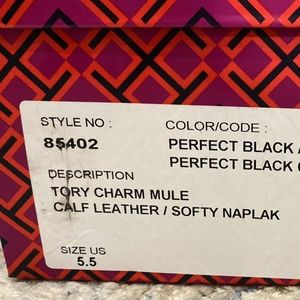 STYLE NO : COLOR/CODE :
85402 PERFECT BLACK /
PERFECT BLACK
DESCRIPTION
TORY CHARM MULE
CALF LEATHER / SOFTY NAPLAK
SIZE US
5.5